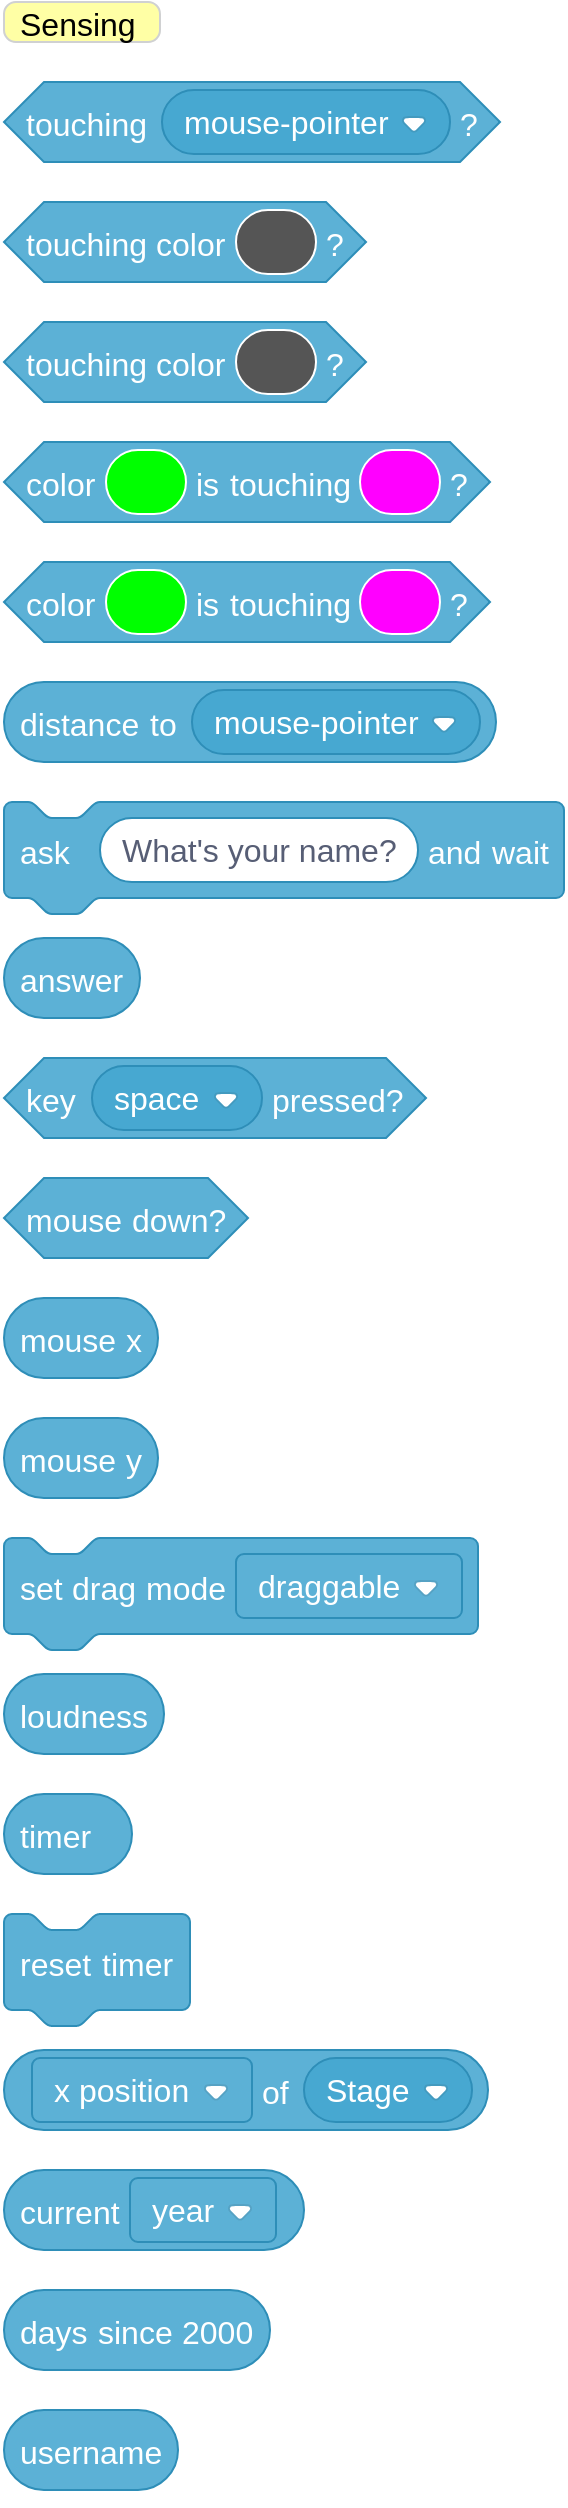 Sensing
touching mouse-pointer ?
touching color ?
touching color ?
color is touching ?
color is touching ?
distance to mouse-pointer
ask What's your name? and wait
answer
key space pressed?
mouse down?
mouse x
mouse y
set drag mode draggable
loudness
timer
reset timer
x position of Stage
current year
days since 2000
username